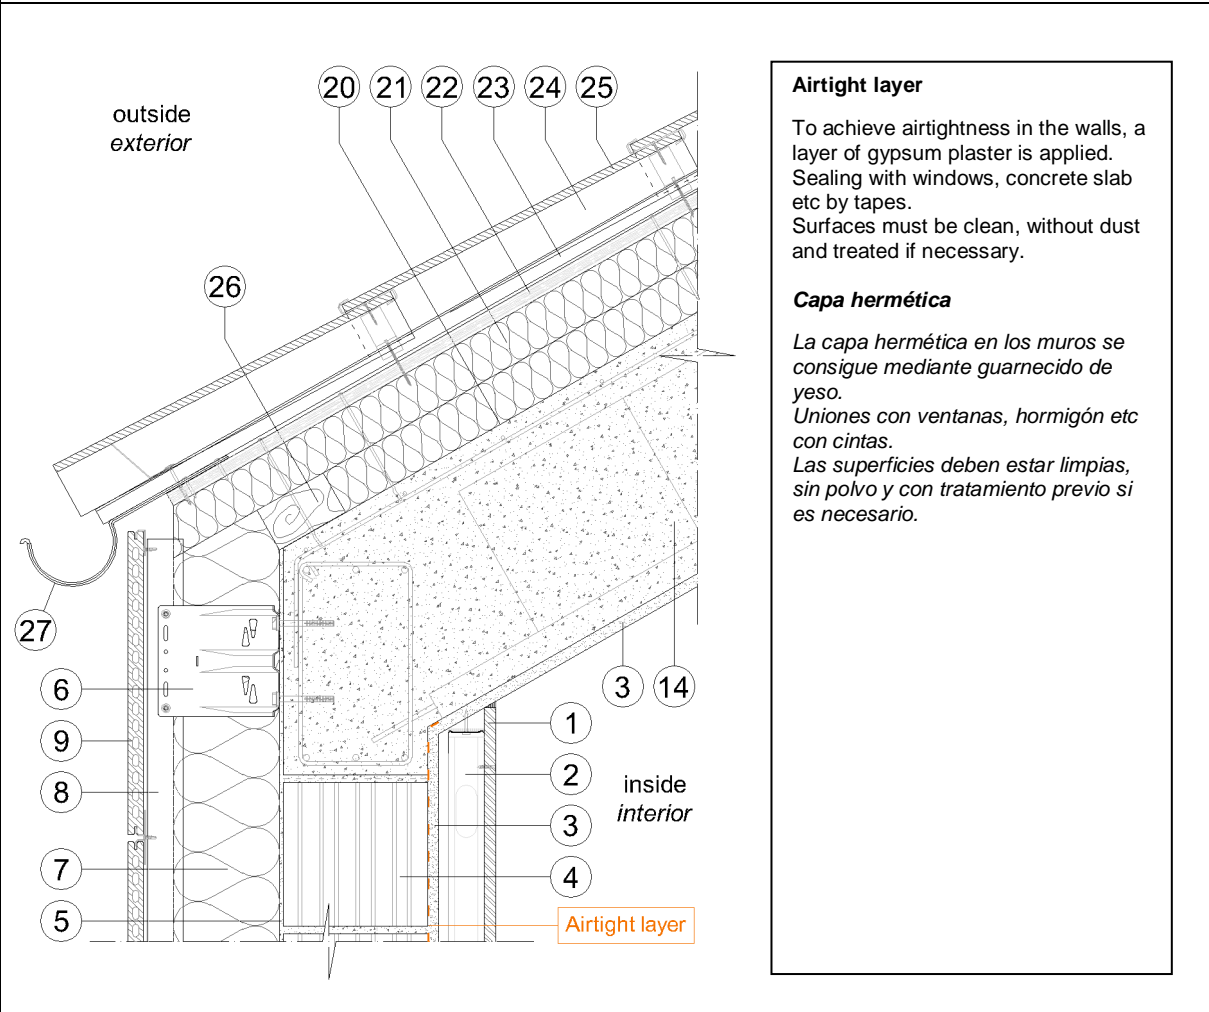 20 21 22 23 24 25
outside
exterior
26
27
6
9
8
7
5
3 14
1
2
inside
interior
3
4
Airtight layer
Airtight layer
To achieve airtightness in the walls, a
layer of gypsum plaster is applied.
Sealing with windows, concrete slab
etc by tapes.
Surfaces must be clean, without dust
and treated if necessary.
Capa hermética
La capa hermética en los muros se
consigue mediante guarnecido de
yeso.
Uniones con ventanas, hormigón etc
con cintas.
Las superficies deben estar limpias,
sin polvo y con tratamiento previo si
es necesario.